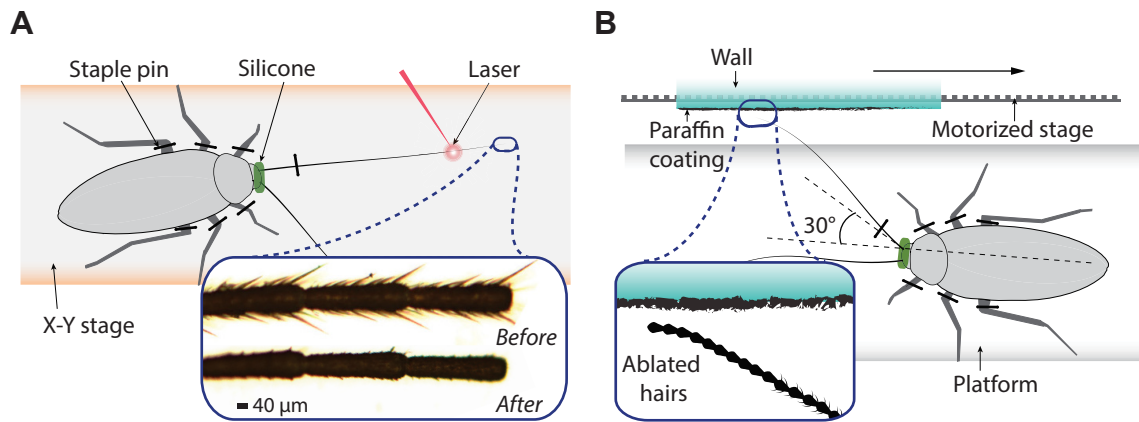 A
Staple pin
Silicone
Laser
X-Y stage
Before
After
40 µm
B
Wall
Paraffin
coating
Motorized stage
30°
Ablated
hairs
Platform